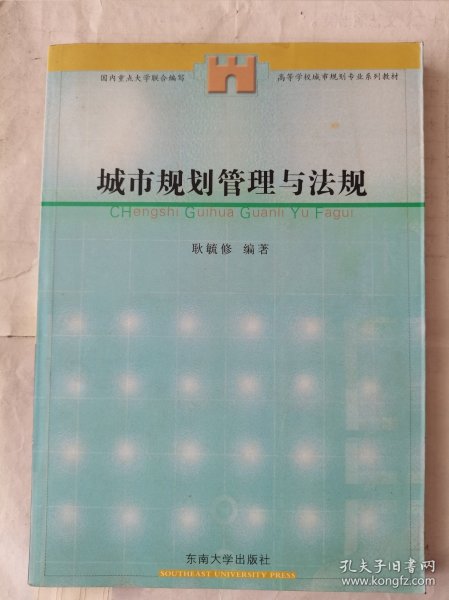 国内重点大学联合编写
高等学校城市规划专业系列教材
城市规划管理与法规
CHengshi Guihua Guanli Yu Fagui
耿毓修 编著
东南大学出版社
SOUTHEAST UNIVERSITY PRESS
孔夫子旧书网
www.kongfz.com